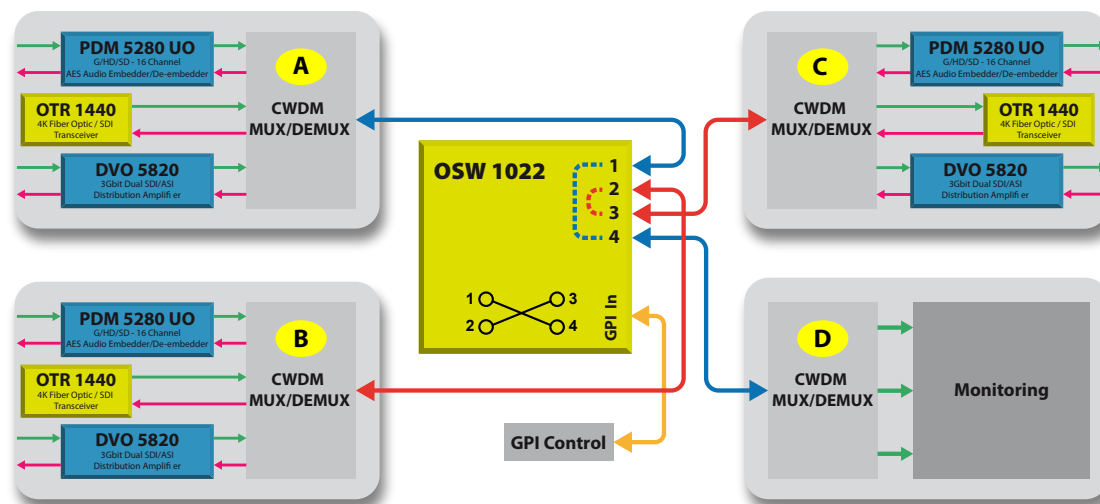 PDM 5280 UO
G/HD/SD - 16 Channel
AES Audio Embedder/De-embedder
OTR 1440
4K Fiber Optic / SDI
Transceiver
DVO 5820
3Gbit Dual SDI/ASI
Distribution Amplifi er
A
CWDM
MUX/DEMUX
OSW 1022
1
2
3
4
1
2
3
4
GPI In
GPI Control
C
CWDM
MUX/DEMUX
PDM 5280 UO
G/HD/SD - 16 Channel
AES Audio Embedder/De-embedder
OTR 1440
4K Fiber Optic / SDI
Transceiver
DVO 5820
3Gbit Dual SDI/ASI
Distribution Amplifi er
PDM 5280 UO
G/HD/SD - 16 Channel
AES Audio Embedder/De-embedder
OTR 1440
4K Fiber Optic / SDI
Transceiver
DVO 5820
3Gbit Dual SDI/ASI
Distribution Amplifi er
B
CWDM
MUX/DEMUX
D
CWDM
MUX/DEMUX
Monitoring